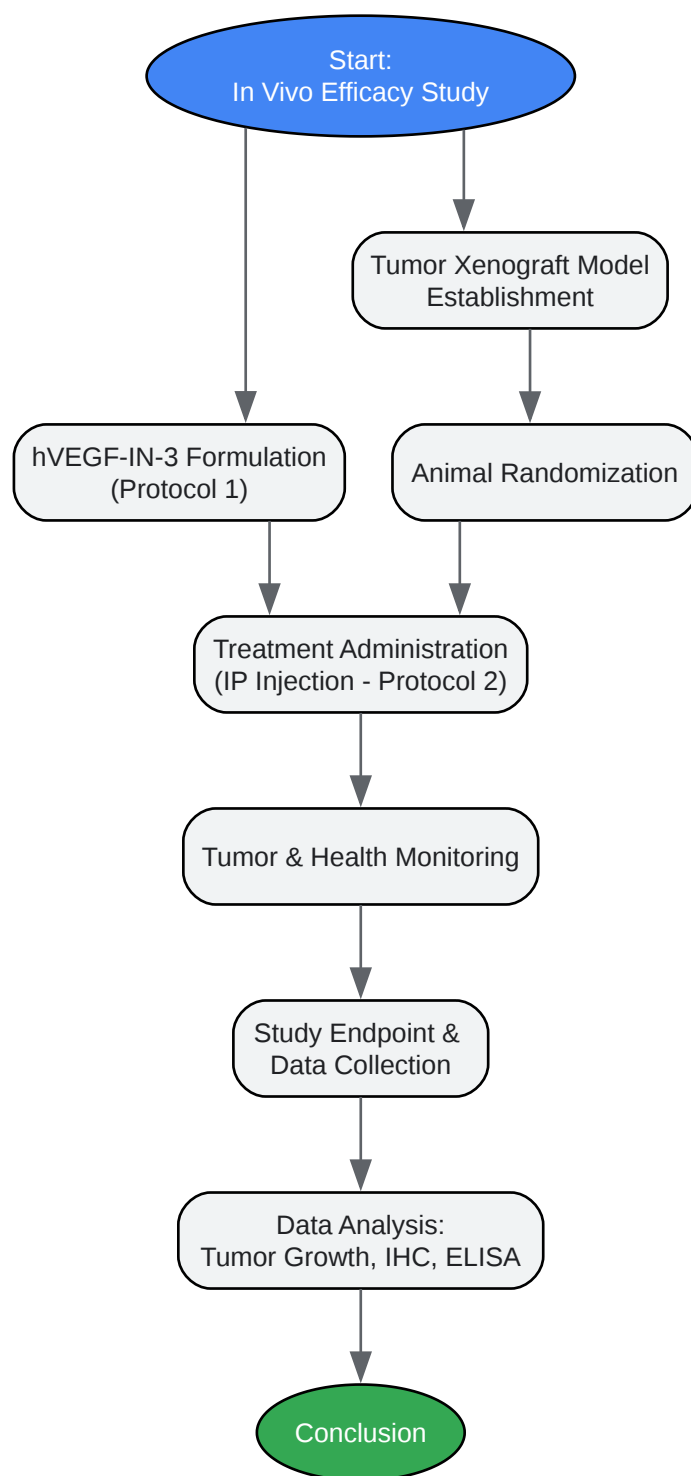 Start:
In Vivo Efficacy Study
Tumor Xenograft Model
Establishment
hVEGF-IN-3 Formulation
(Protocol 1)
Animal Randomization
Treatment Administration
(IP Injection - Protocol 2)
Tumor & Health Monitoring
Study Endpoint &
Data Collection
Data Analysis:
Tumor Growth, IHC, ELISA
Conclusion